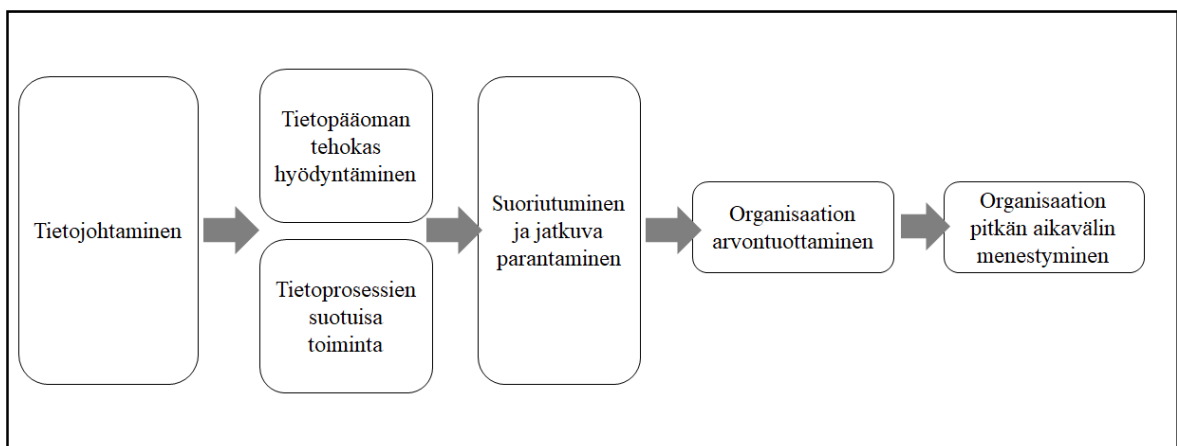 Tietojohtaminen
Tietopääoman
tehokas
hyödyntäminen
Tietoprosessien
suotuisa
toiminta
Suoriutuminen
ja jatkuva
parantaminen
Organisaation
arvontuottaminen
Organisaation
pitkän aikavälin
menestyminen